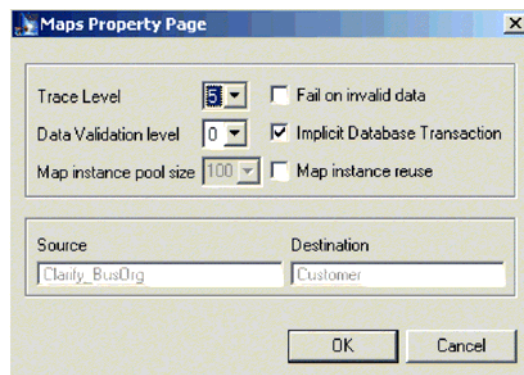 Maps Property Page
Trace Level 5 Fail on invalid data
Data Validation level 0 Implicit Database Transaction
Map instance pool size 100 Map instance reuse
Source Destination
Clarify_BusOrg Customer
OK Cancel